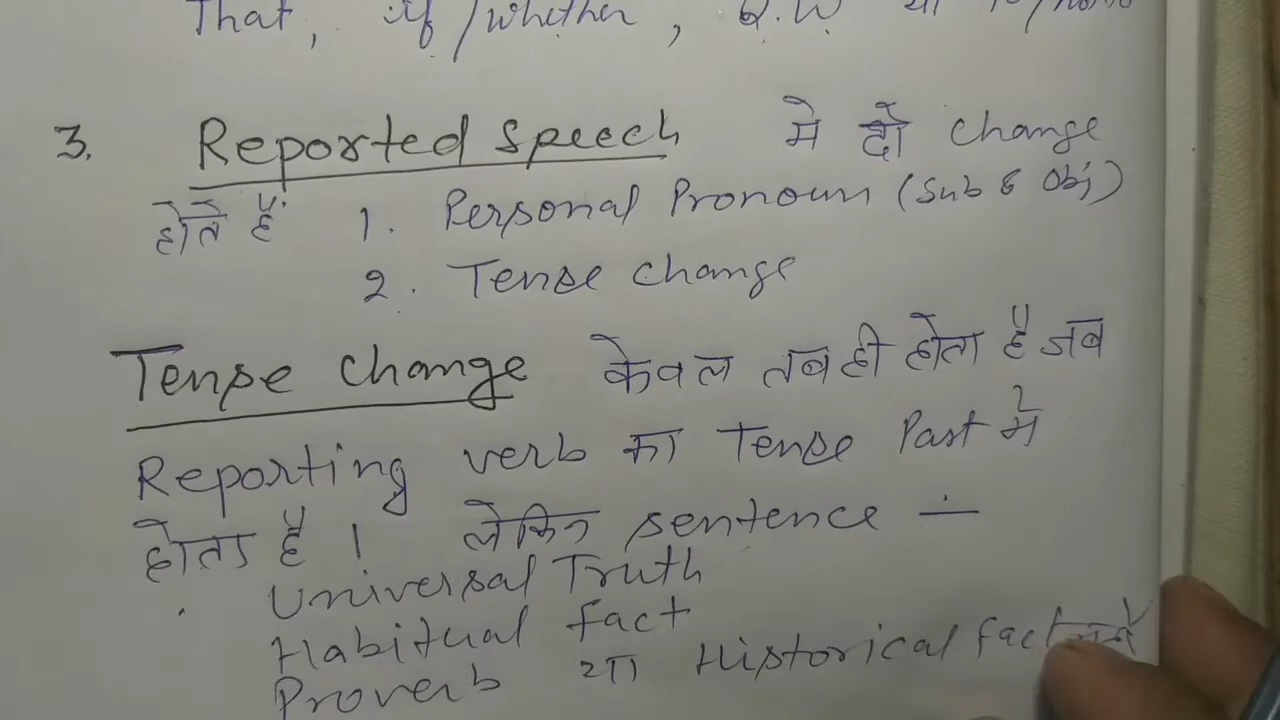 That, if/whether, Q.W या
3. Reported Speech मे दो change
होते हैं 1. Personal Pronoun (Sub & Obj)
2. Tense change
Tense change केवल तब ही होता है जब
Reporting verb का Tense Past मे
होता है। लेकिन sentence ÷
Universal Truth
Habitual fact
Proverb या Historical fact